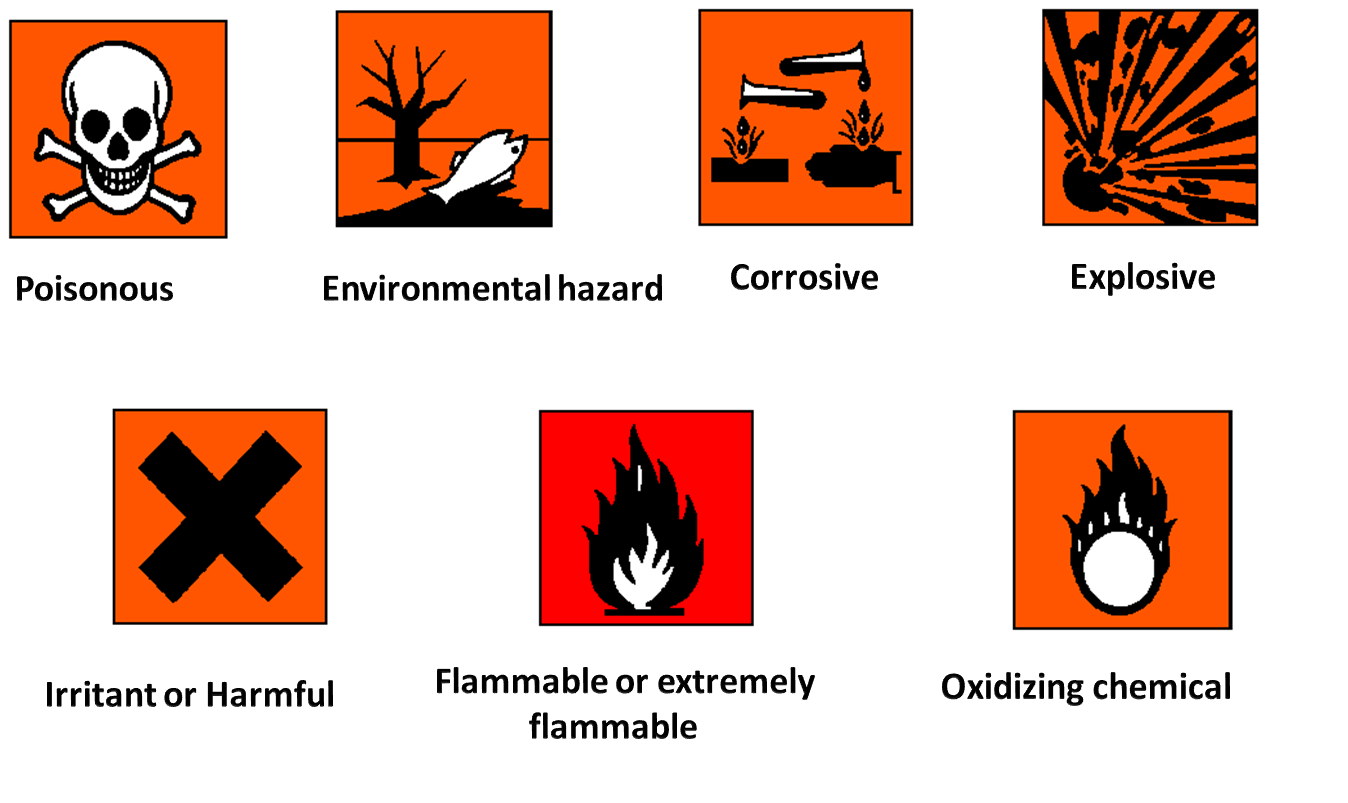 Poisonous
Environmental hazard
Corrosive
Explosive
Irritant or Harmful
Flammable or extremely
flammable
Oxidizing chemical